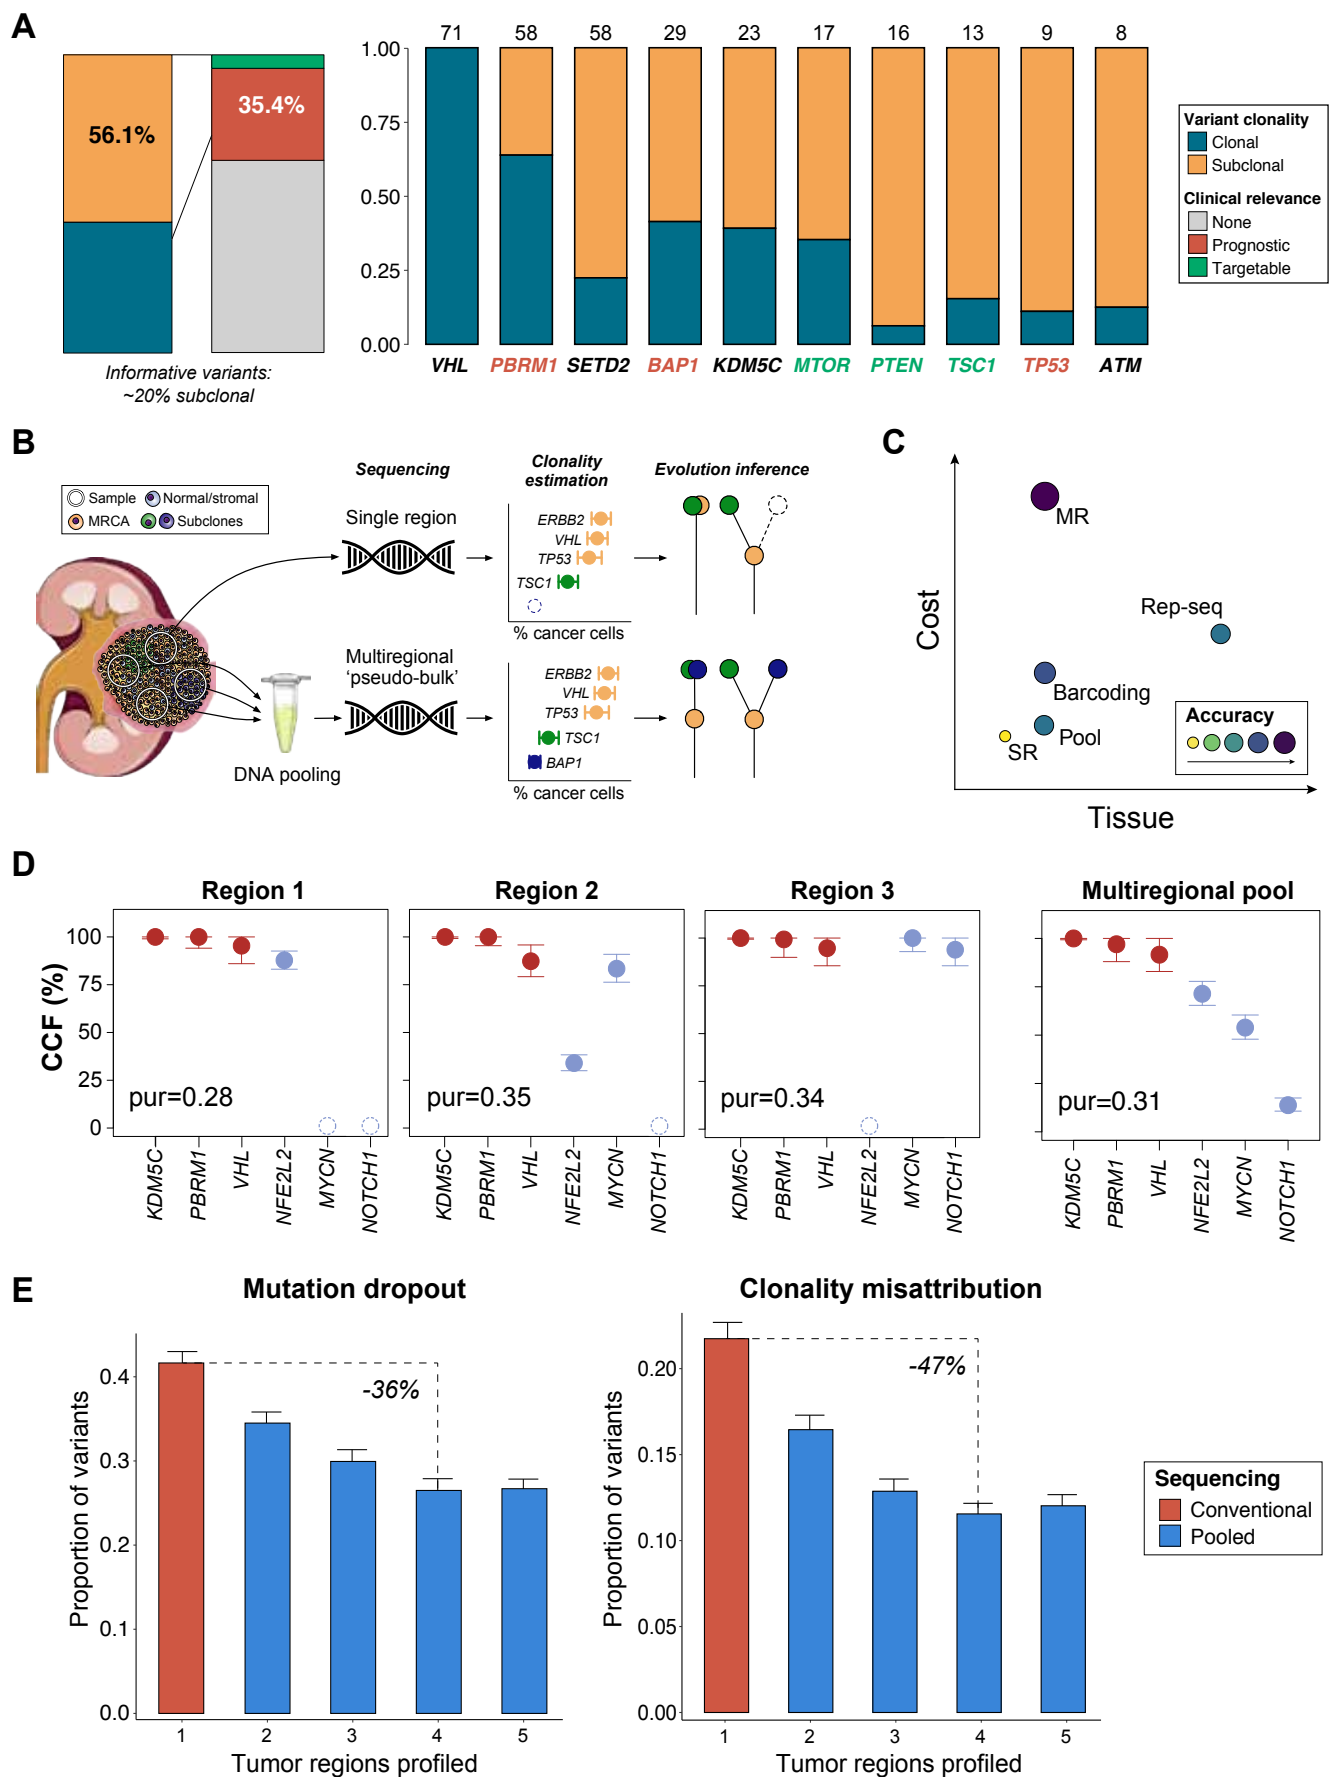 A
56.1%
35.4%
Informative variants:
~20% subclonal
71 58 58 29 23 17 16 13 9 8
1.00
0.75
0.50
0.25
0.00
VHL PBRM1 SETD2 BAP1 KDM5C MTOR PTEN TSC1 TP53 ATM
Variant clonality
Clonal
Subclonal
Clinical relevance
None
Prognostic
Targetable
B
Sample Normal/stromal
MRCA Subclones
Sequencing
Clonality
estimation
Evolution inference
Single region
ERBB2
VHL
TP53
TSC1
% cancer cells
Multiregional
'pseudo-bulk'
DNA pooling
ERBB2
VHL
TP53
TSC1
BAP1
% cancer cells
C
Cost
MR
Rep-seq
Barcoding
Pool
SR
Accuracy
Tissue
D
Region 1
Region 2
Region 3
Multiregional pool
CCF (%)
100
75
50
25
0
pur=0.28
pur=0.35
pur=0.34
pur=0.31
KDM5C PBRM1 VHL NFE2L2 MYCN NOTCH1
KDM5C PBRM1 VHL NFE2L2 MYCN NOTCH1
KDM5C PBRM1 VHL NFE2L2 MYCN NOTCH1
KDM5C PBRM1 VHL NFE2L2 MYCN NOTCH1
E
Mutation dropout
Proportion of variants
0.4
0.3
0.2
0.1
0.0
-36%
1 2 3 4 5
Tumor regions profiled
Clonality misattribution
Proportion of variants
0.20
0.15
0.10
0.05
0.00
-47%
1 2 3 4 5
Tumor regions profiled
Sequencing
Conventional
Pooled